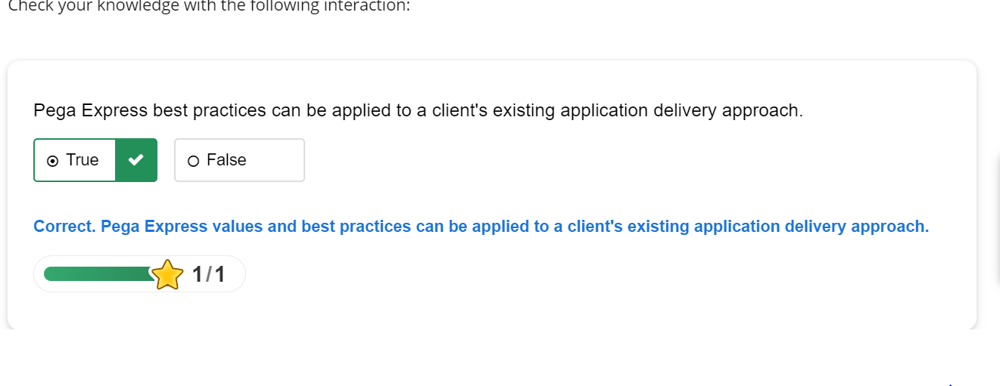 Check your knowledge with the following interaction:
Pega Express best practices can be applied to a client's existing application delivery approach.
True
False
Correct. Pega Express values and best practices can be applied to a client's existing application delivery approach.
1/1